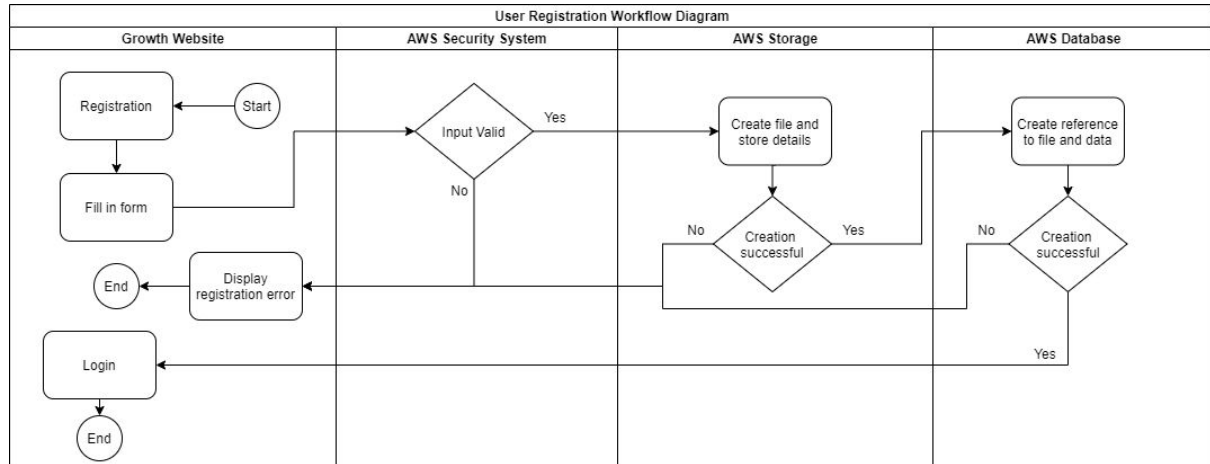 User Registration Workflow Diagram
Growth Website
AWS Security System
AWS Storage
AWS Database
Registration
Start
Input Valid
Yes
Create file and
store details
Create reference
to file and data
Fill in form
No
No
Creation
successful
Yes
No
Creation
successful
End
Display
registration error
Login
Yes
End